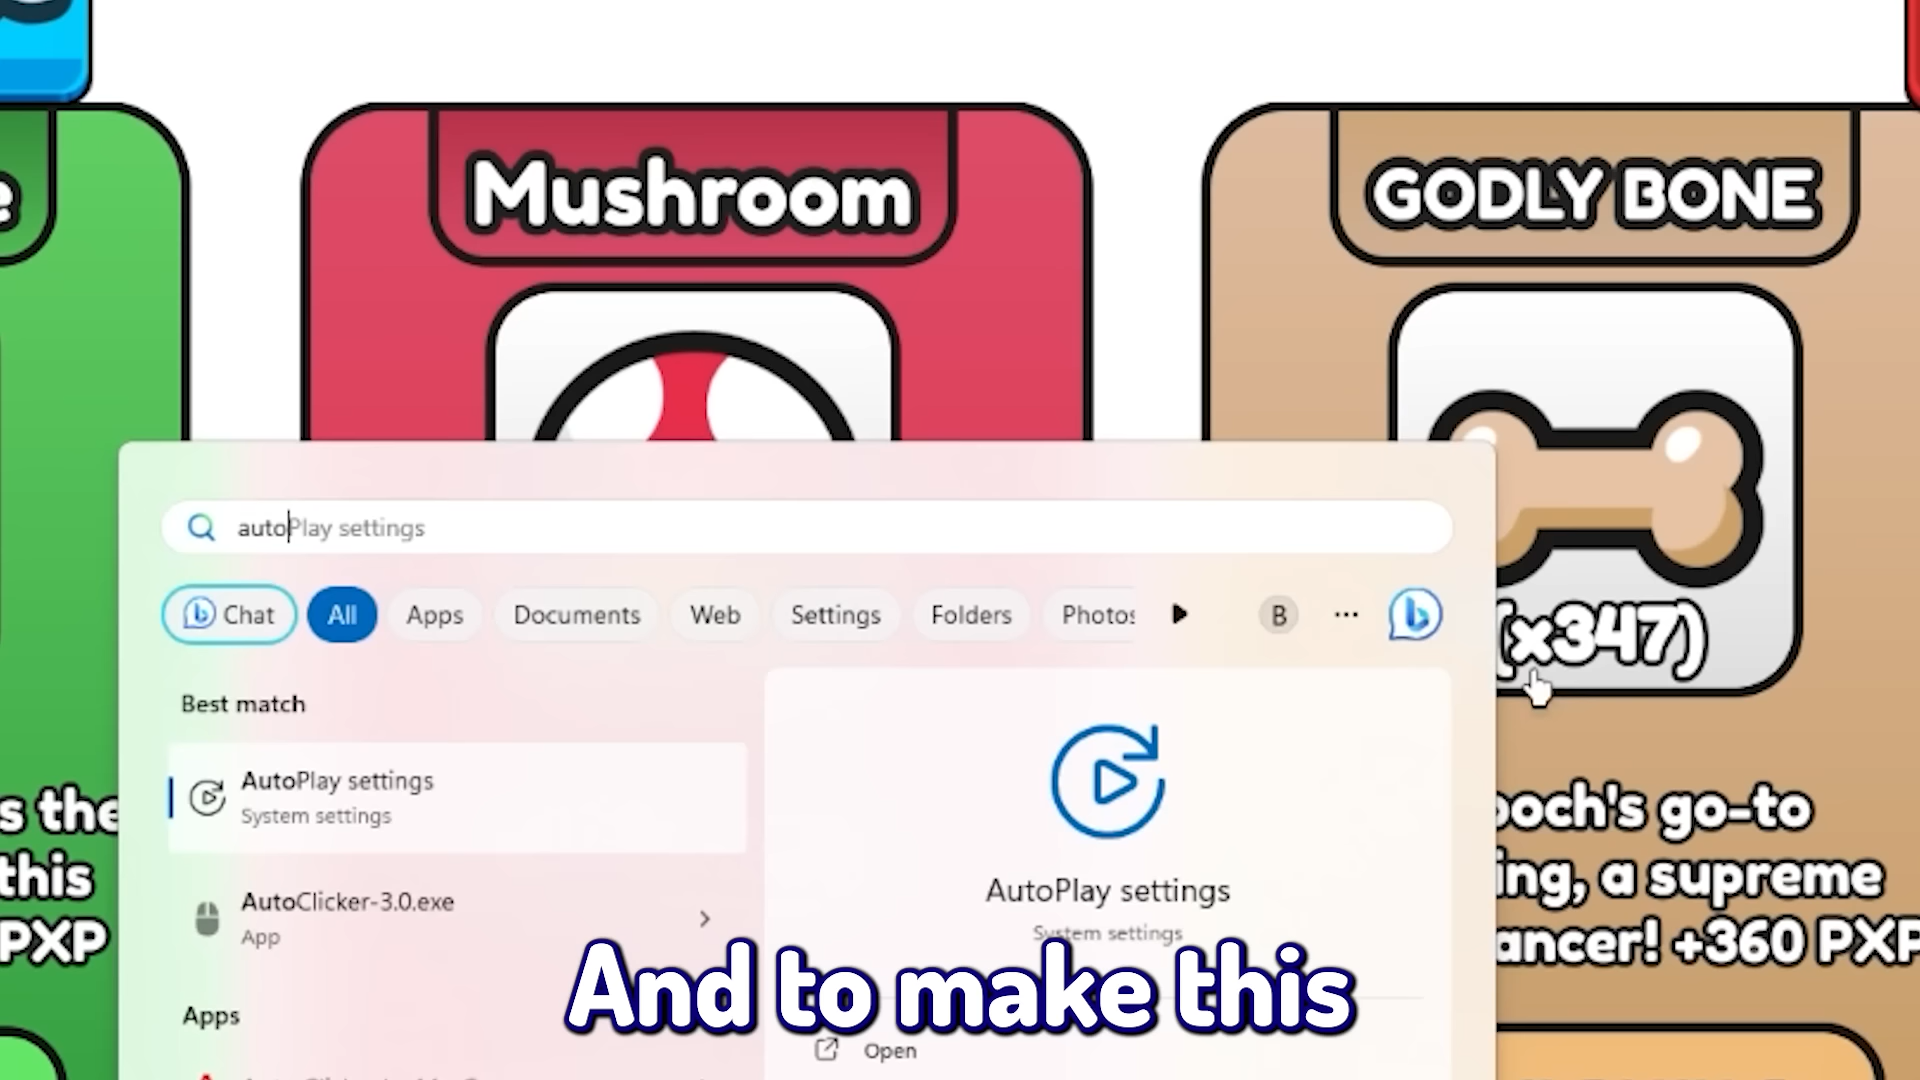 e
Mushroom
GODLY BONE
autoPlay settings
Chat
All
Apps
Documents
Web
Settings
Folders
Photos
B
(x347)
Best match
AutoPlay settings
System settings
AutoClicker-3.0.exe
App
Apps
AutoPlay settings
System settings
Open
s the
this
PXP
ooch's go-to
ing, a supreme
ancer! +360 PXP
And to make this